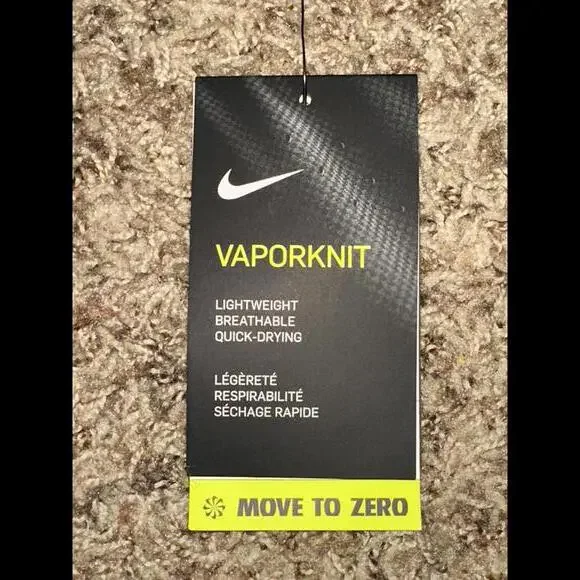 VAPORKNIT
LIGHTWEIGHT
BREATHABLE
QUICK-DRYING
LÉGÈRETÉ
RESPIRABILITÉ
SÉCHAGE RAPIDE
MOVE TO ZERO